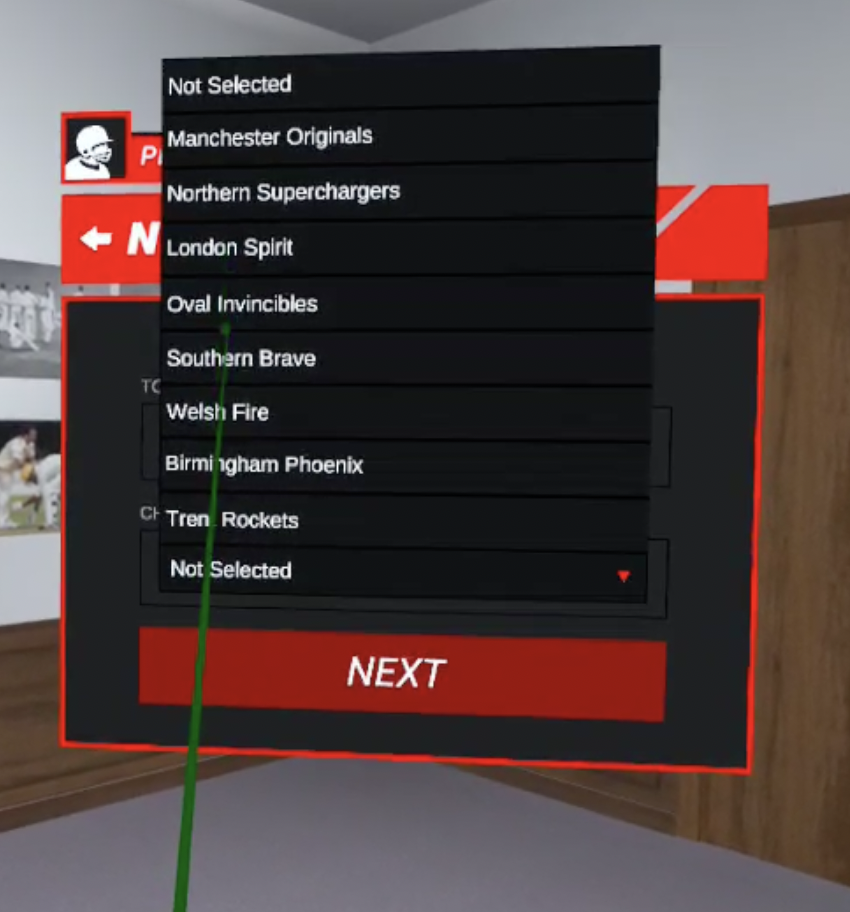 Not Selected
Manchester Originals
Northern Superchargers
London Spirit
Oval Invincibles
Southern Brave
Welsh Fire
Birmingham Phoenix
Trent Rockets
Not Selected
NEXT